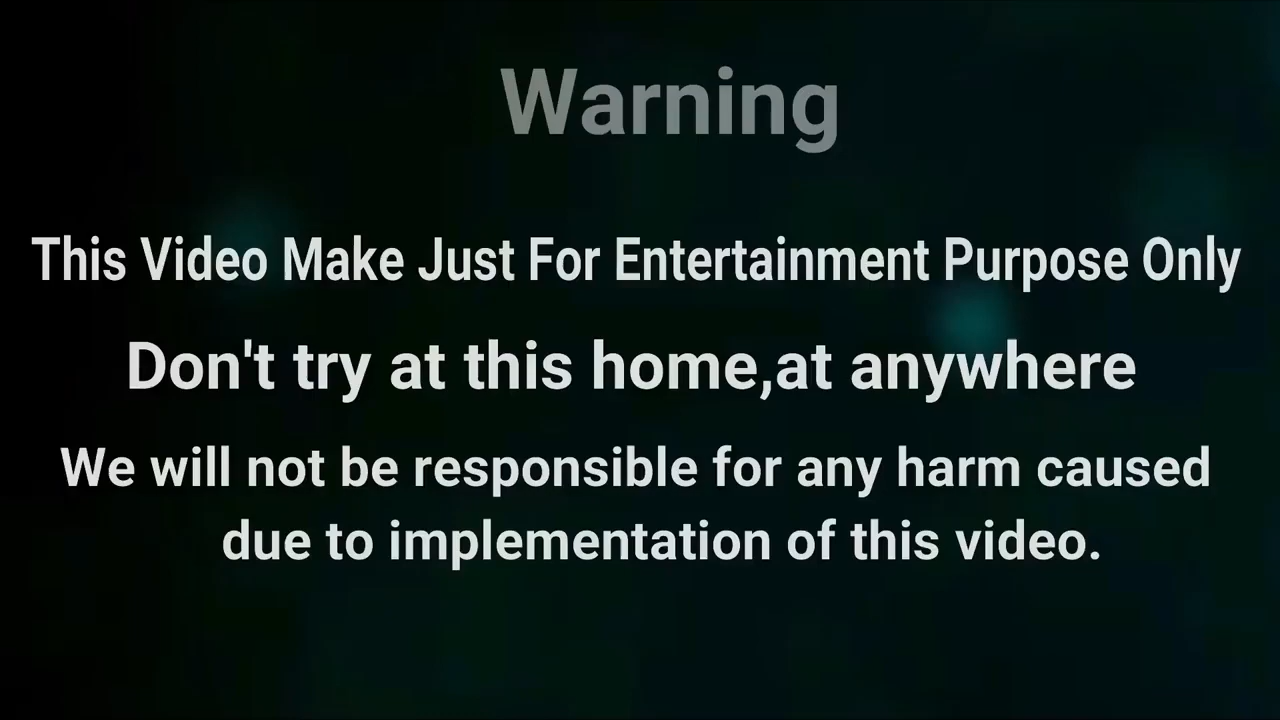 Warning
This Video Make Just For Entertainment Purpose Only
Don't try at this home,at anywhere
We will not be responsible for any harm caused
due to implementation of this video.